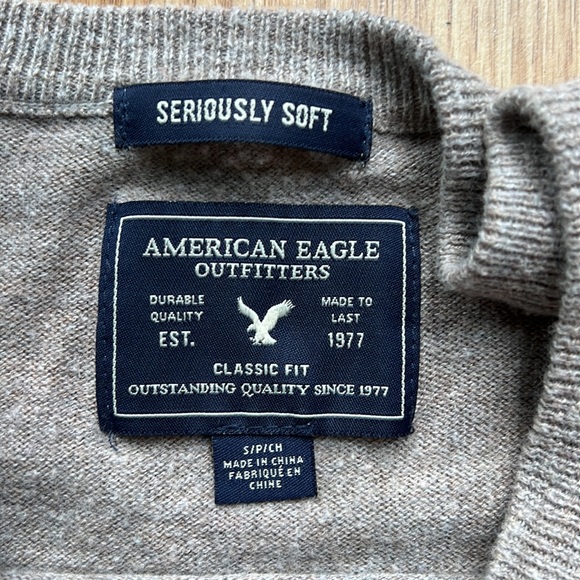 SERIOUSLY SOFT
AMERICAN EAGLE
OUTFITTERS
DURABLE
QUALITY
EST.
MADE TO
LAST
1977
CLASSIC FIT
OUTSTANDING QUALITY SINCE 1977
S/P/CH
MADE IN CHINA
FABRIQUÉ EN
CHINE